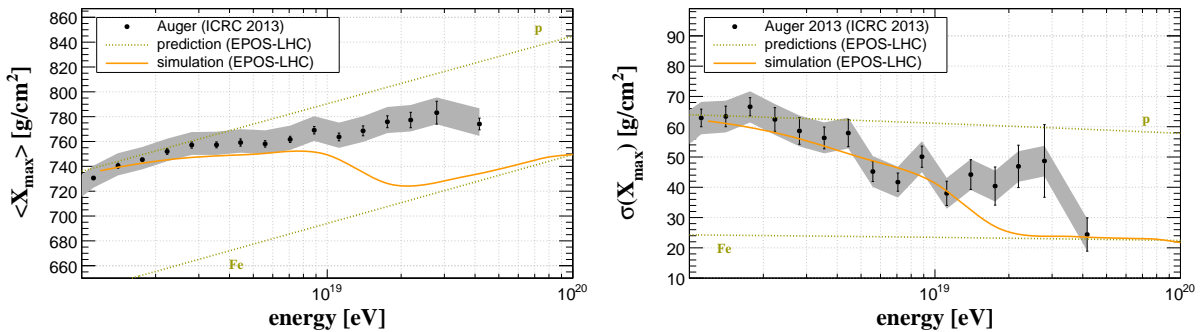 860
840
820
800
780
760
740
720
700
680
660
<X_max> [g/cm²]
Auger (ICRC 2013)
prediction (EPOS-LHC)
simulation (EPOS-LHC)
p
Fe
10¹⁹
10²⁰
energy [eV]
90
80
70
60
50
40
30
20
10
σ(X_max) [g/cm²]
Auger 2013 (ICRC 2013)
predictions (EPOS-LHC)
simulation (EPOS-LHC)
p
Fe
10¹⁹
10²⁰
energy [eV]